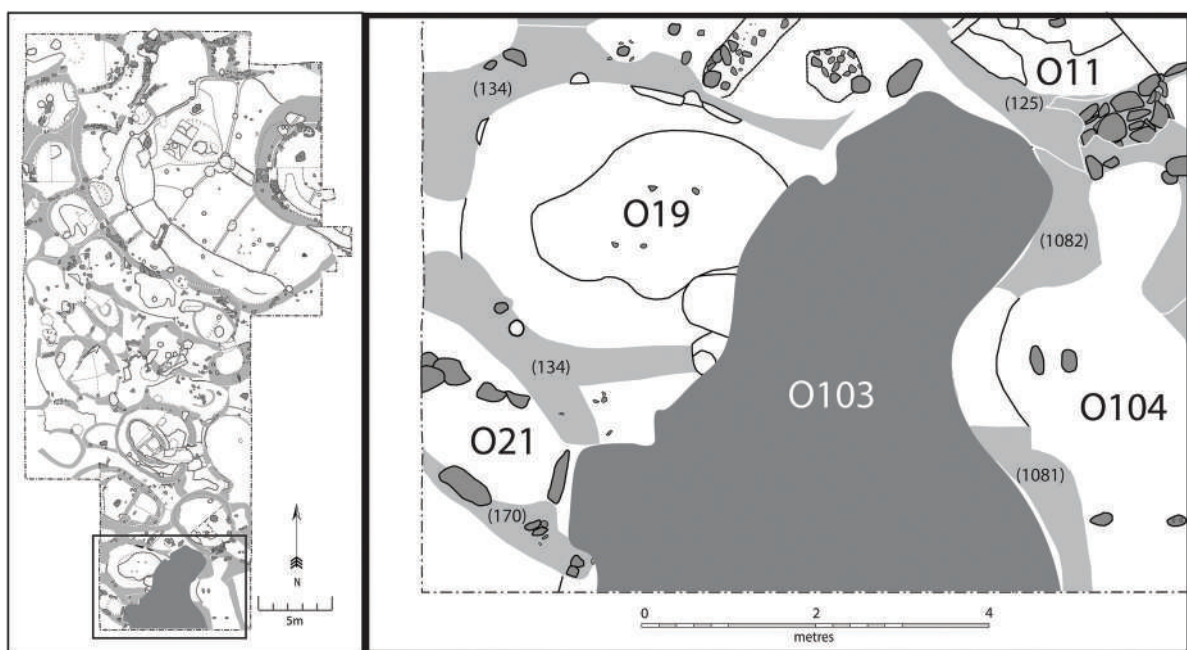 N
5m
O11
(134)
(125)
O19
(1082)
(134)
O103
O104
O21
(1081)
(170)
0 2 4
metres